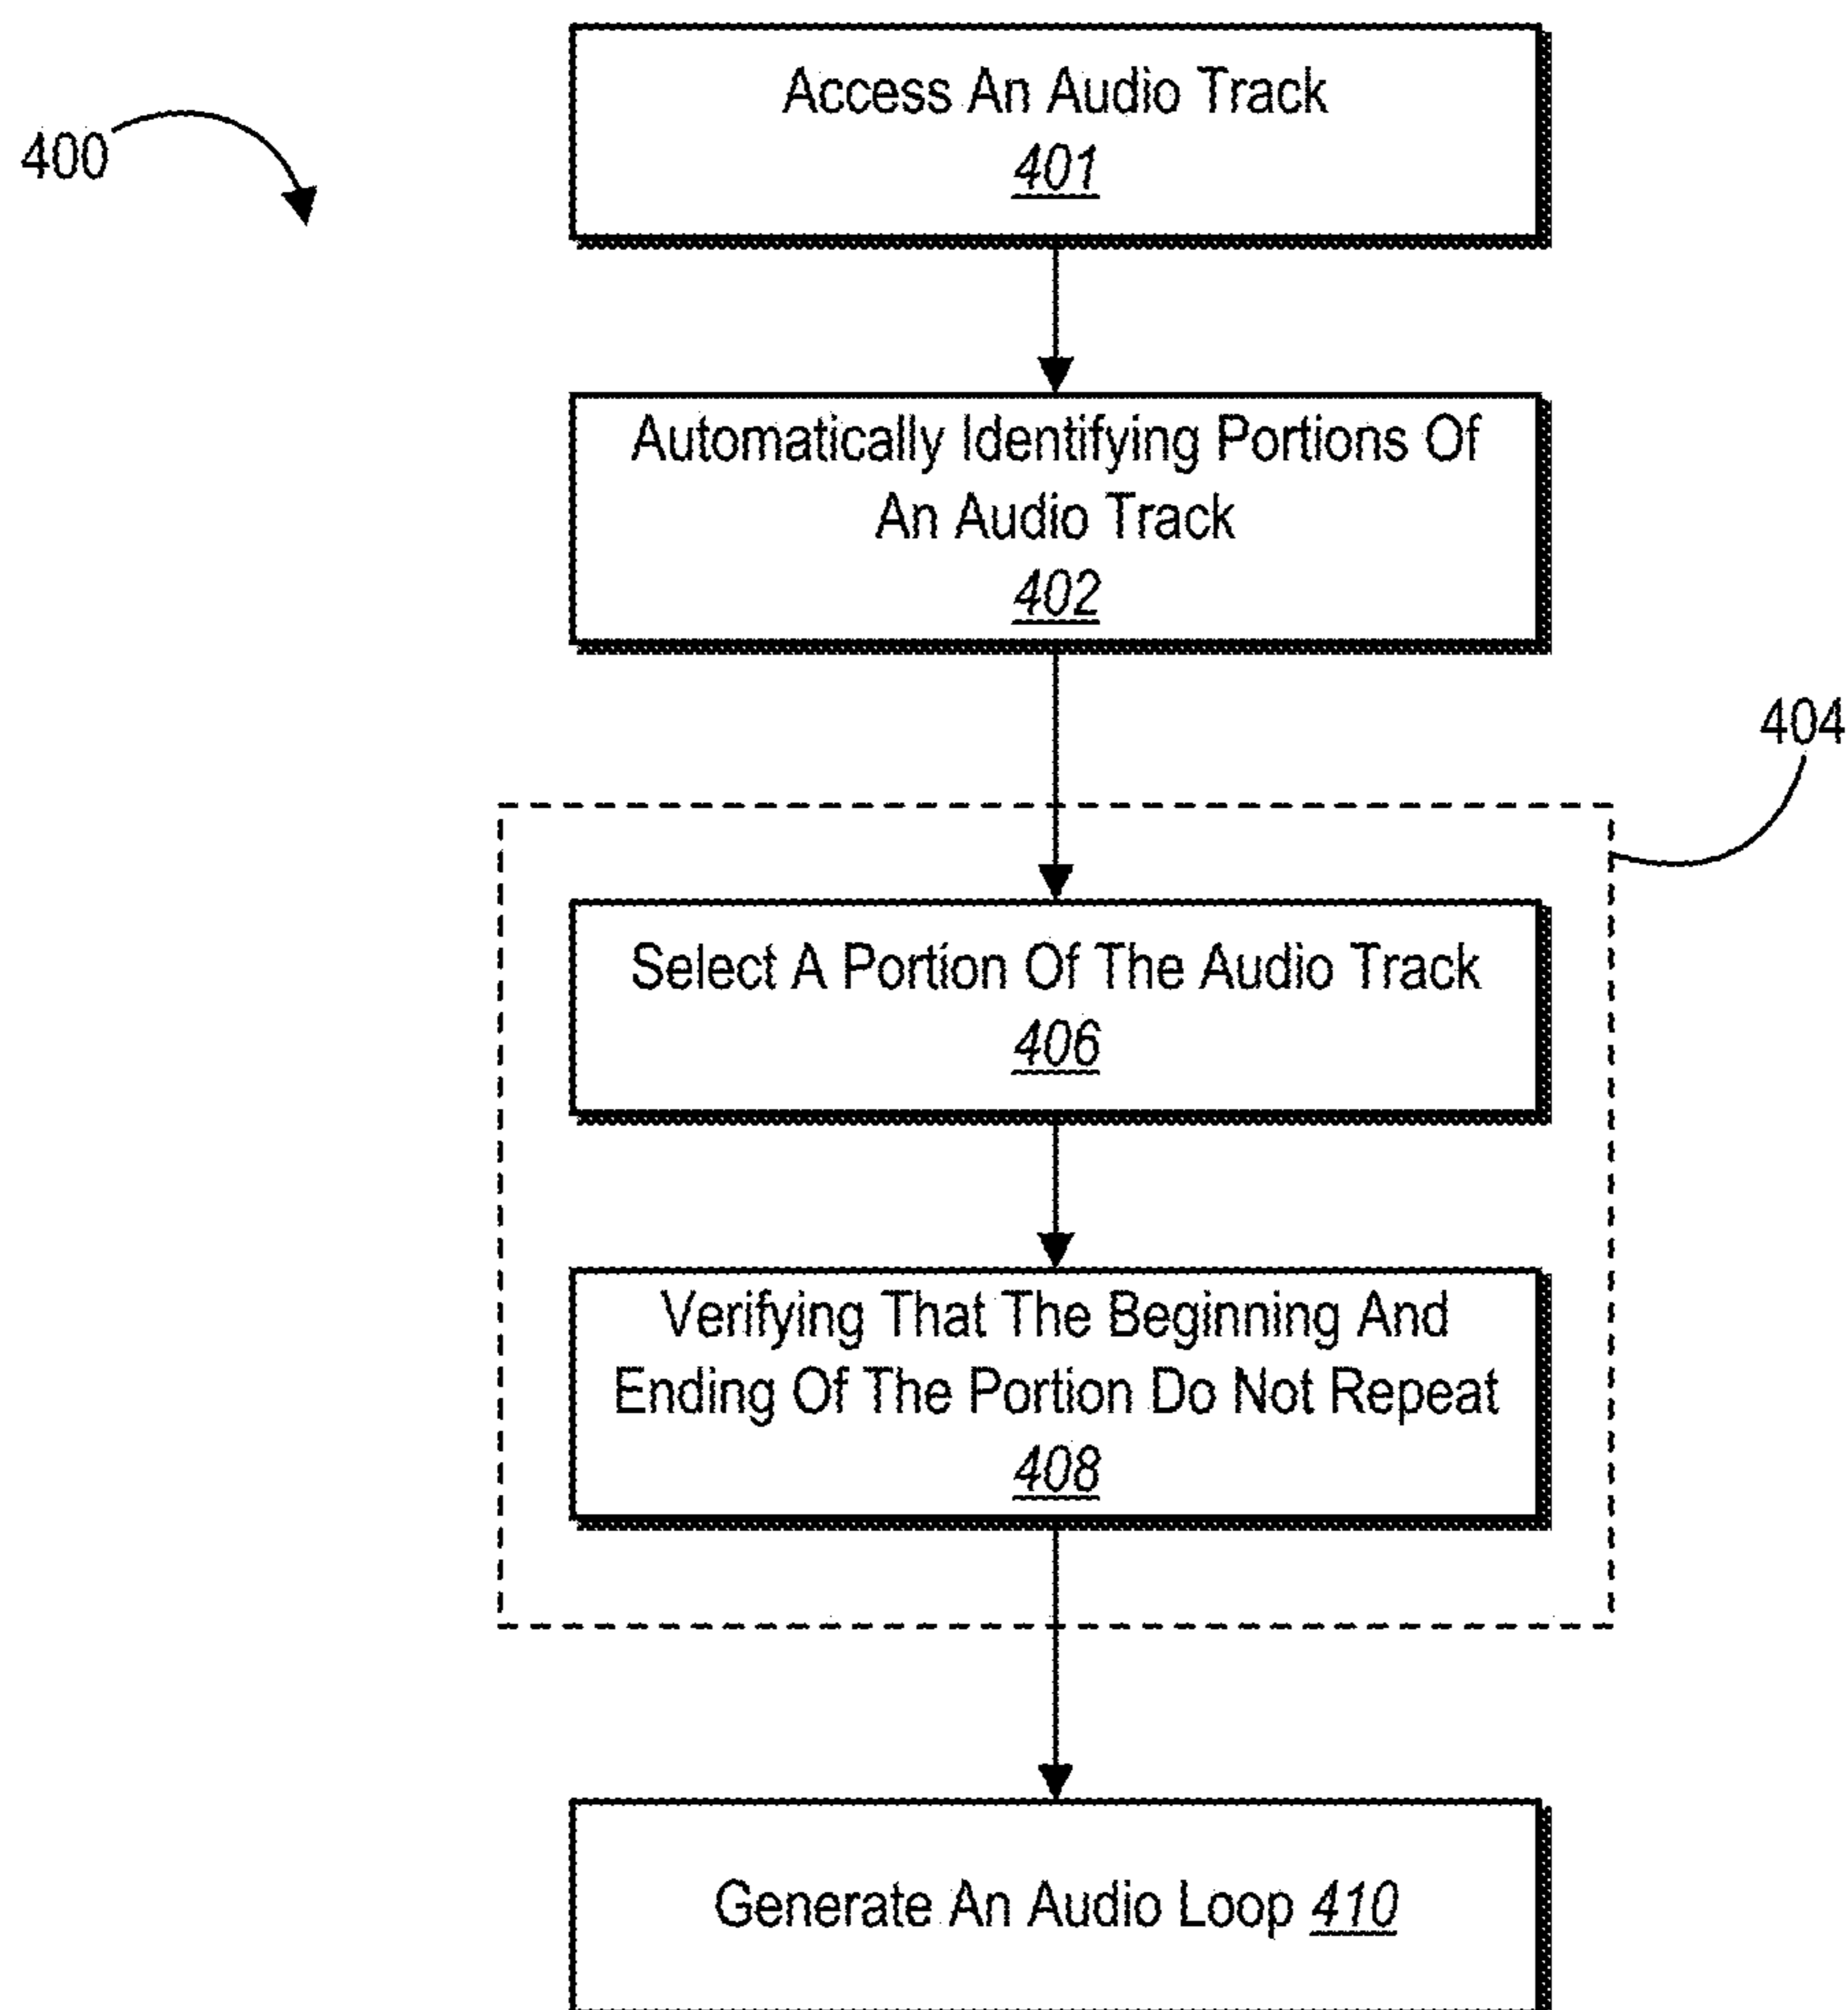 400
Access An Audio Track
401
Automatically Identifying Portions Of
An Audio Track
402
404
Select A Portion Of The Audio Track
406
Verifying That The Beginning And
Ending Of The Portion Do Not Repeat
408
Generate An Audio Loop 410